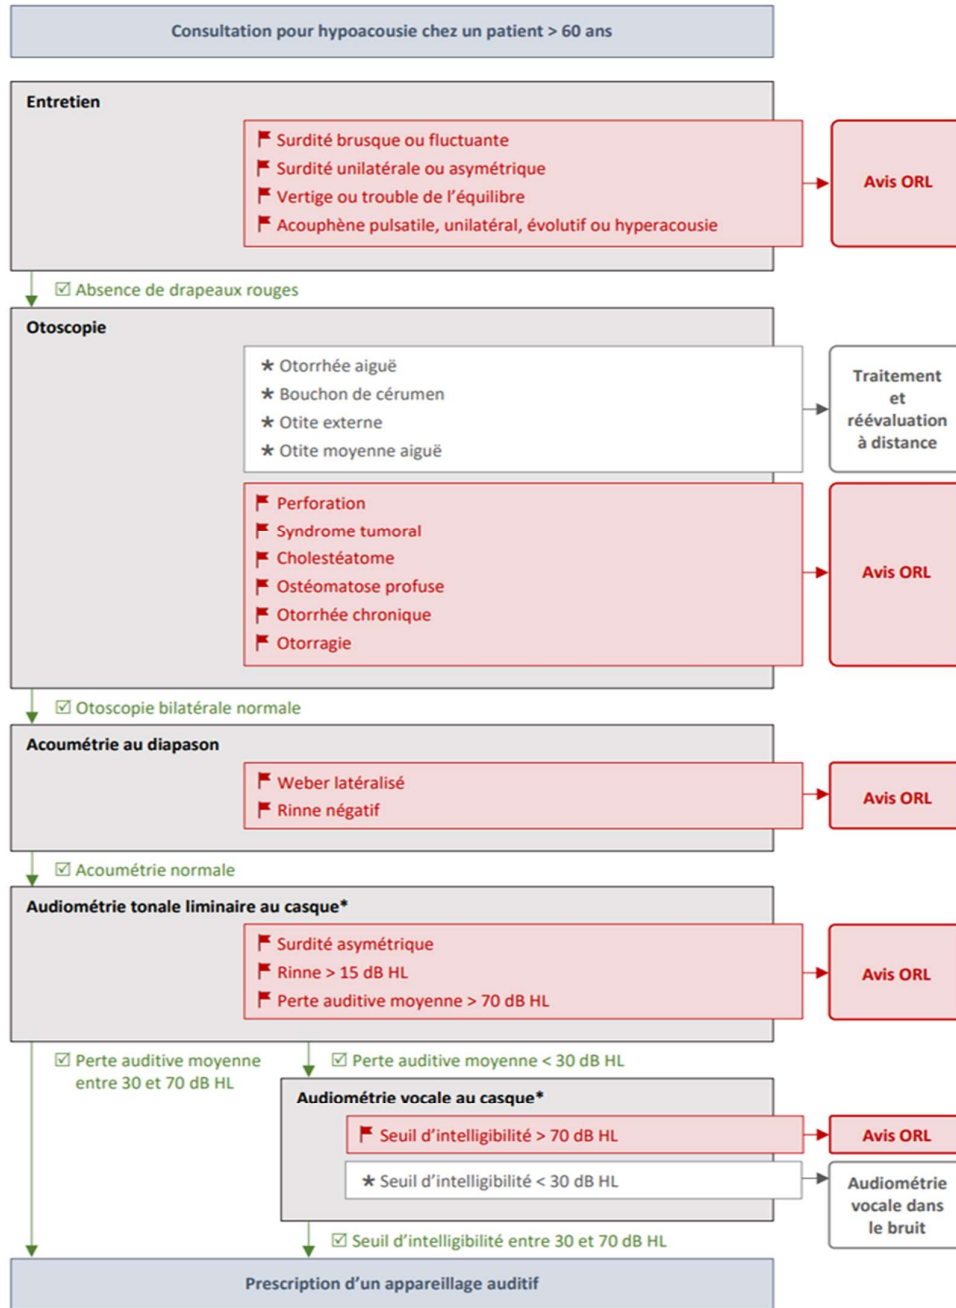 Consultation pour hypoacousie chez un patient > 60 ans
Entretien
Surdité brusque ou fluctuante
Surdité unilatérale ou asymétrique
Vertige ou trouble de l'équilibre
Acouphène pulsatile, unilatéral, évolutif ou hyperacousie
Avis ORL
☑ Absence de drapeaux rouges
Otoscopie
* Otorrhée aiguë
* Bouchon de cérumen
* Otite externe
* Otite moyenne aiguë
Traitement
et
réévaluation
à distance
Perforation
Syndrome tumoral
Cholestéatome
Ostéomatose profuse
Otorrhée chronique
Otorragie
Avis ORL
☑ Otoscopie bilatérale normale
Acoumétrie au diapason
Weber latéralisé
Rinne négatif
Avis ORL
☑ Acoumétrie normale
Audiométrie tonale liminaire au casque*
Surdité asymétrique
Rinne > 15 dB HL
Perte auditive moyenne > 70 dB HL
Avis ORL
☑ Perte auditive moyenne
entre 30 et 70 dB HL
☑ Perte auditive moyenne < 30 dB HL
Audiométrie vocale au casque*
Seuil d'intelligibilité > 70 dB HL
Avis ORL
* Seuil d'intelligibilité < 30 dB HL
Audiométrie
vocale dans
le bruit
☑ Seuil d'intelligibilité entre 30 et 70 dB HL
Prescription d'un appareillage auditif